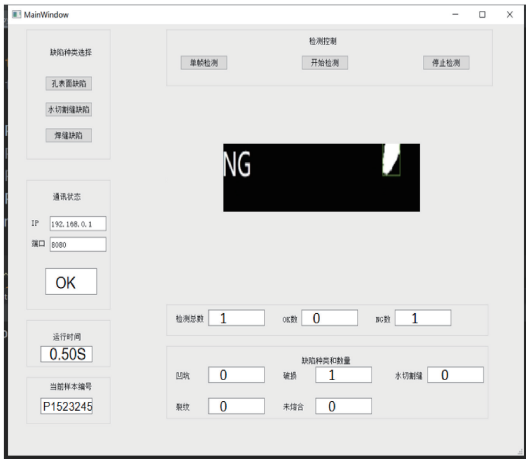 MainWindow
缺陷种类选择
孔表面缺陷
水切割缝缺陷
焊缝缺陷
检测控制
单帧检测 开始检测 停止检测
NG
通讯状态
IP 192.168.0.1
端口 8080
OK
运行时间
0.50S
当前样本编号
P1523245
检测总数 1 OK数 0 NG数 1
缺陷种类和数量
凹坑 0 破损 1 水切割缝 0
裂纹 0 未熔合 0